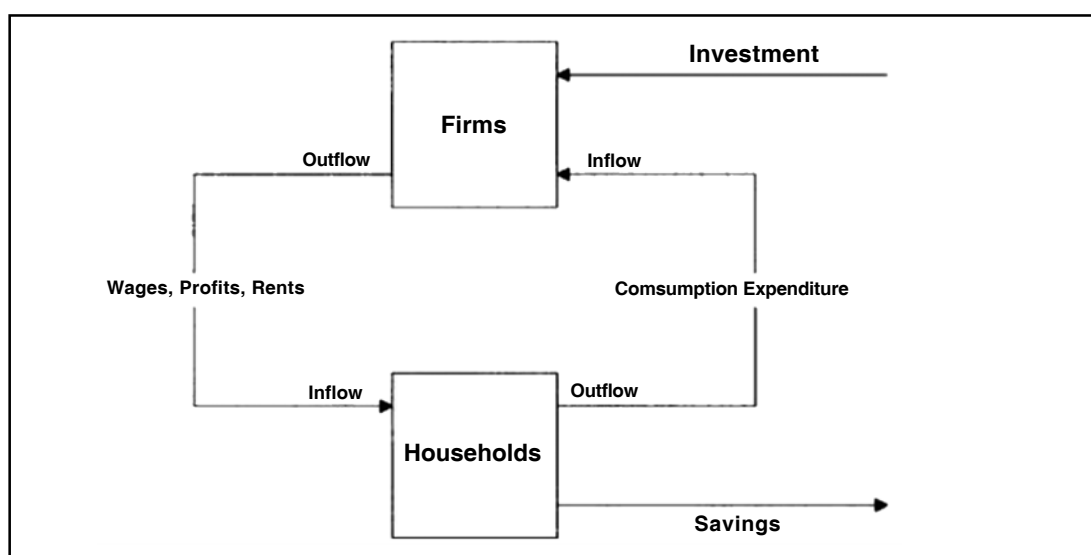 Investment
Firms
Outflow
Inflow
Wages, Profits, Rents
Comsumption Expenditure
Inflow
Outflow
Households
Savings